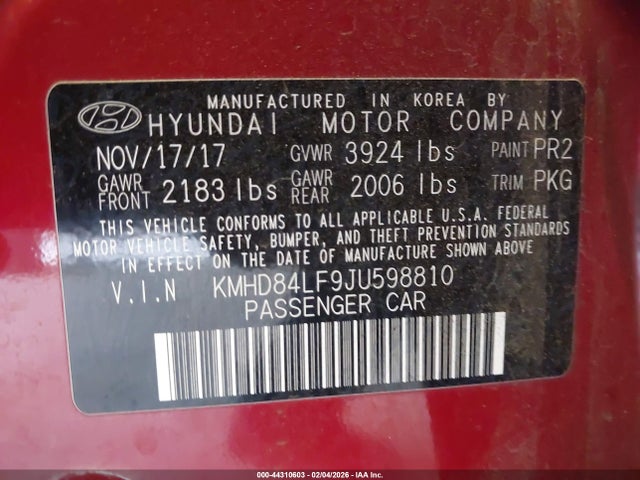 MANUFACTURED IN KOREA BY
HYUNDAI MOTOR COMPANY
NOV/17/17 GVWR 3924 lbs PAINT PR2
GAWR FRONT 2183 lbs GAWR REAR 2006 lbs TRIM PKG
THIS VEHICLE CONFORMS TO ALL APPLICABLE U.S.A. FEDERAL
MOTOR VEHICLE SAFETY, BUMPER, AND THEFT PREVENTION STANDARDS
IN EFFECT ON THE DATE OF MANUFACTURE SHOWN ABOVE.
V.I.N KMHD84LF9JU598810
PASSENGER CAR
000-44310603 - 02/04/2026 - IAA Inc.